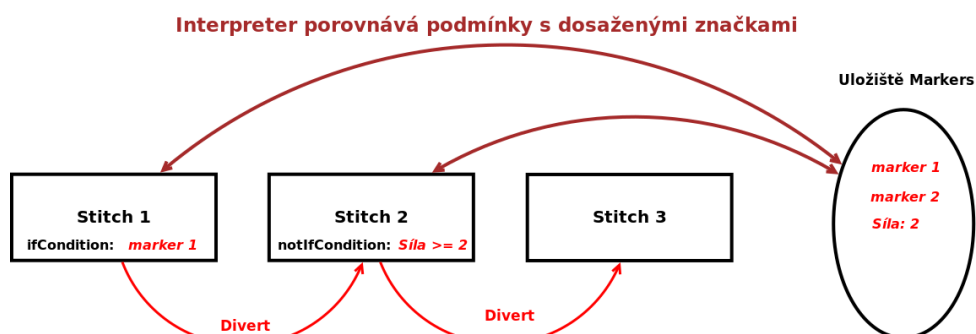 Interpreter porovnává podmínky s dosaženými značkami
Uložiště Markers
marker 1
marker 2
Síla: 2
Stitch 1
ifCondition: marker 1
Stitch 2
notIfCondition: Síla >= 2
Stitch 3
Divert
Divert